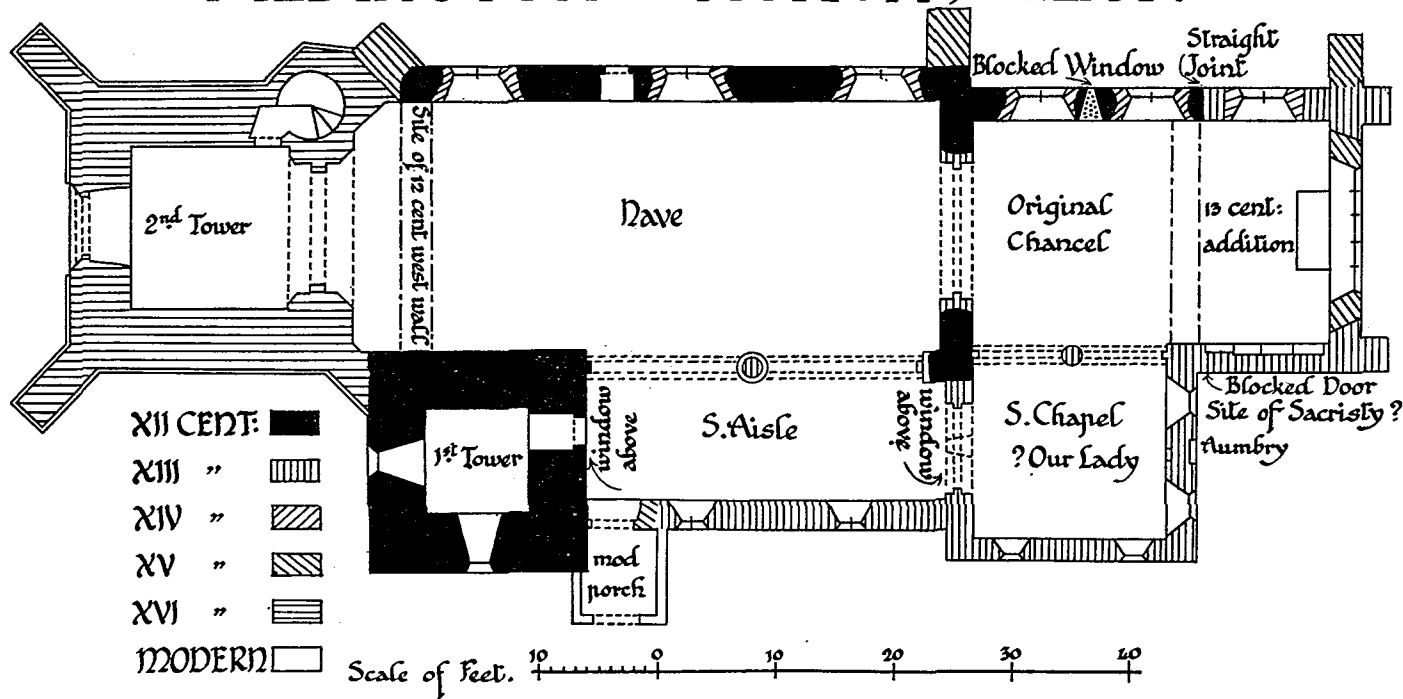 Straight
Joint
Blocked Window
Site of 12 cent west wall
2nd Tower
Nave
Original
Chancel
13 cent:
addition
1st Tower
window
above
S. Aisle
window
above
S. Chapel
? Our Lady
Blocked Door
Site of Sacristy ?
Aumbry
mod
porch
XII CENT:
XIII "
XIV "
XV "
XVI "
MODERN
Scale of Feet.
10 0 10 20 30 40